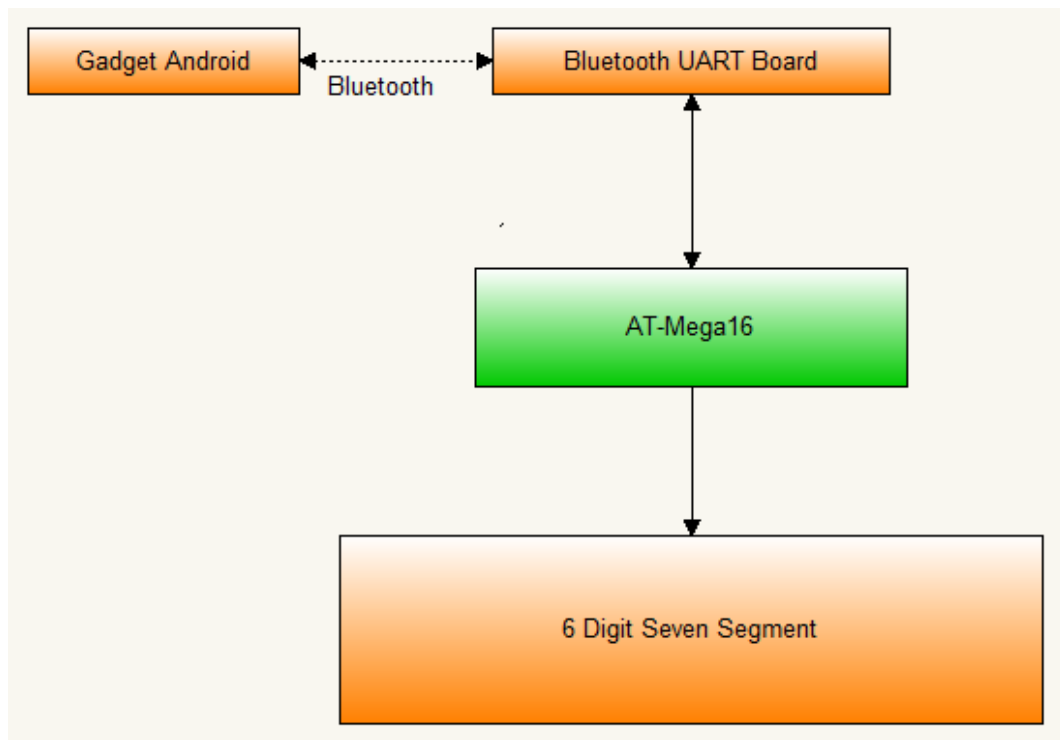 Gadget Android
Bluetooth UART Board
Bluetooth
AT-Mega16
6 Digit Seven Segment